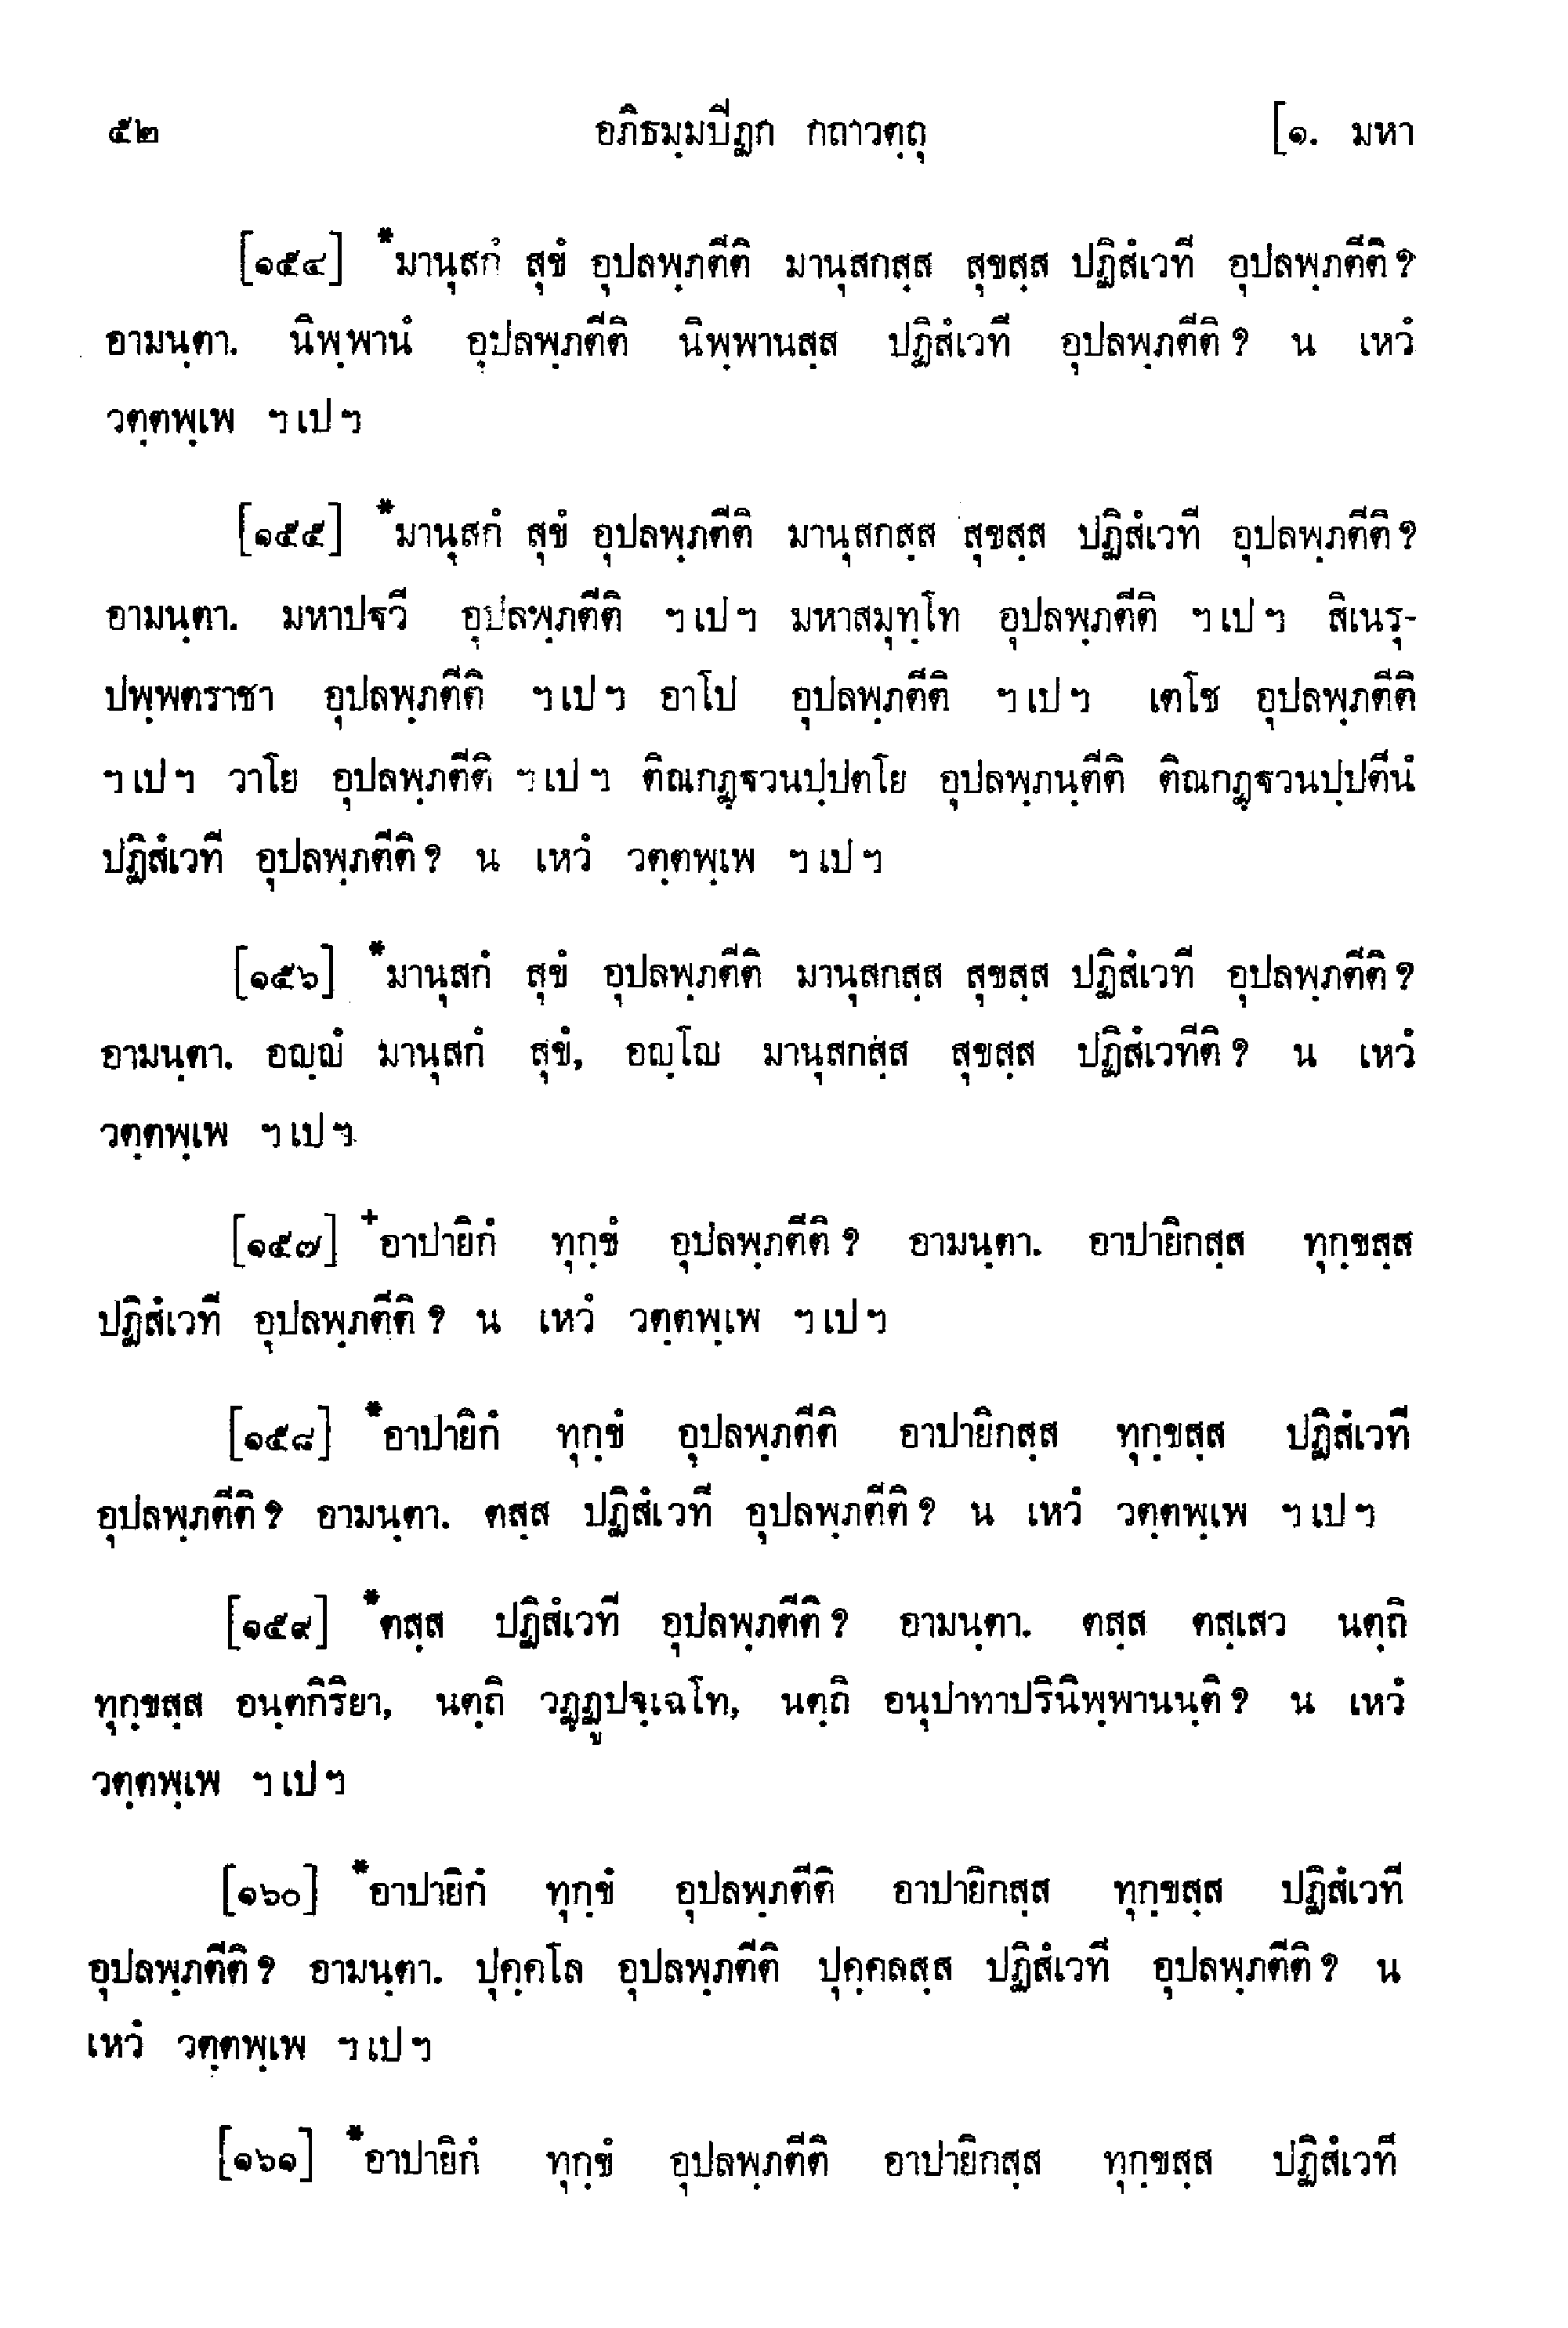 ๕๒ อภิธมฺมปิฏก กถาวตฺถุ [๑. มหา
[๑๕๔] *มานุสกํ สุขํ อุปลพฺภตีติ มานุสกสฺส สุขสฺส ปฏิสํเวที อุปลพฺภตีติ?
อามนฺตา. นิพฺพานํ อุปลพฺภตีติ นิพฺพานสฺส ปฏิสํเวที อุปลพฺภตีติ? น เหวํ
วตฺตพฺเพ ฯเปฯ
[๑๕๕] *มานุสกํ สุขํ อุปลพฺภตีติ มานุสกสฺส สุขสฺส ปฏิสํเวที อุปลพฺภตีติ?
อามนฺตา. มหาปฐวี อุปลพฺภตีติ ฯเปฯ มหาสมุทฺโท อุปลพฺภตีติ ฯเปฯ สิเนรุ-
ปพฺพตราชา อุปลพฺภตีติ ฯเปฯ อาโป อุปลพฺภตีติ ฯเปฯ เตโช อุปลพฺภตีติ
ฯเปฯ วาโย อุปลพฺภตีติ ฯเปฯ ติณกฏฺฐวนปฺปตโย อุปลพฺภนฺตีติ ติณกฏฺฐวนปฺปตีนํ
ปฏิสํเวที อุปลพฺภตีติ? น เหวํ วตฺตพฺเพ ฯเปฯ
[๑๕๖] *มานุสกํ สุขํ อุปลพฺภตีติ มานุสกสฺส สุขสฺส ปฏิสํเวที อุปลพฺภตีติ?
อามนฺตา. อญฺญํ มานุสกํ สุขํ, อญฺโญ มานุสกสฺส สุขสฺส ปฏิสํเวทีติ? น เหวํ
วตฺตพฺเพ ฯเปฯ
[๑๕๗] +อาปายิกํ ทุกฺขํ อุปลพฺภตีติ? อามนฺตา. อาปายิกสฺส ทุกฺขสฺส
ปฏิสํเวที อุปลพฺภตีติ? น เหวํ วตฺตพฺเพ ฯเปฯ
[๑๕๘] *อาปายิกํ ทุกฺขํ อุปลพฺภตีติ อาปายิกสฺส ทุกฺขสฺส ปฏิสํเวที
อุปลพฺภตีติ? อามนฺตา. ตสฺส ปฏิสํเวที อุปลพฺภตีติ? น เหวํ วตฺตพฺเพ ฯเปฯ
[๑๕๙] *ตสฺส ปฏิสํเวที อุปลพฺภตีติ? อามนฺตา. ตสฺส ตสฺเสว นตฺถิ
ทุกฺขสฺส อนฺตกิริยา, นตฺถิ วฏฺฏูปจฺเฉโท, นตฺถิ อนุปาทาปรินิพฺพานนฺติ? น เหวํ
วตฺตพฺเพ ฯเปฯ
[๑๖๐] *อาปายิกํ ทุกฺขํ อุปลพฺภตีติ อาปายิกสฺส ทุกฺขสฺส ปฏิสํเวที
อุปลพฺภตีติ? อามนฺตา. ปุคฺคโล อุปลพฺภตีติ ปุคฺคลสฺส ปฏิสํเวที อุปลพฺภตีติ? น
เหวํ วตฺตพฺเพ ฯเปฯ
[๑๖๑] *อาปายิกํ ทุกฺขํ อุปลพฺภตีติ อาปายิกสฺส ทุกฺขสฺส ปฏิสํเวที